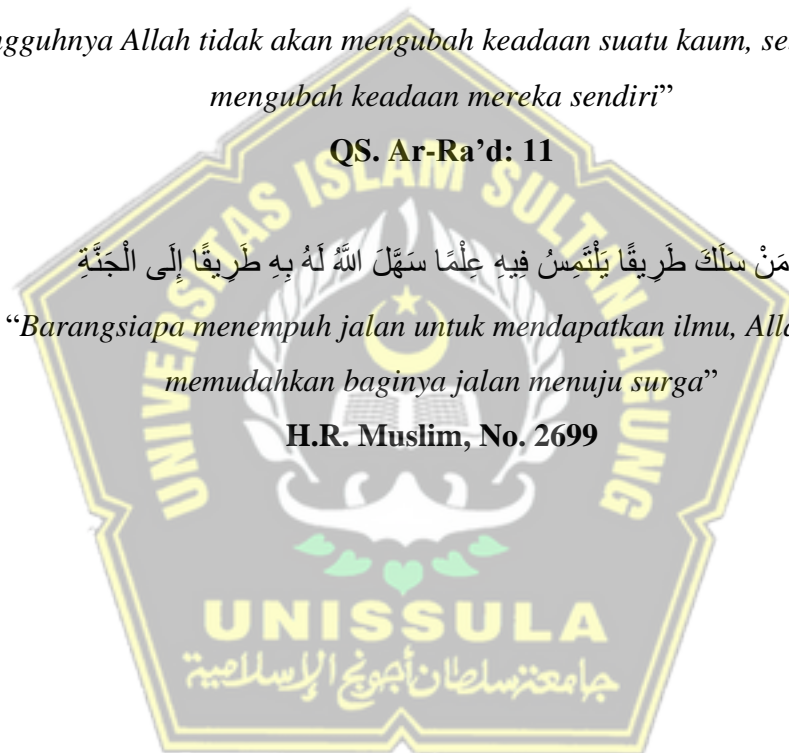 ngguhnya Allah tidak akan mengubah keadaan suatu kaum, se
mengubah keadaan mereka sendiri”
QS. Ar-Ra’d: 11
مَنْ سَلَكَ طَرِيقًا يَلْتَمِسُ فِيهِ عِلْمًا سَهَّلَ اللَّهُ لَهُ بِهِ طَرِيقًا إِلَى الْجَنَّةِ
“Barangsiapa menempuh jalan untuk mendapatkan ilmu, Alla
memudahkan baginya jalan menuju surga”
H.R. Muslim, No. 2699
UNIVERSITAS ISLAM SULTAN AGUNG
UNISSULA
جامعة سلطان أجونج الإسلامية